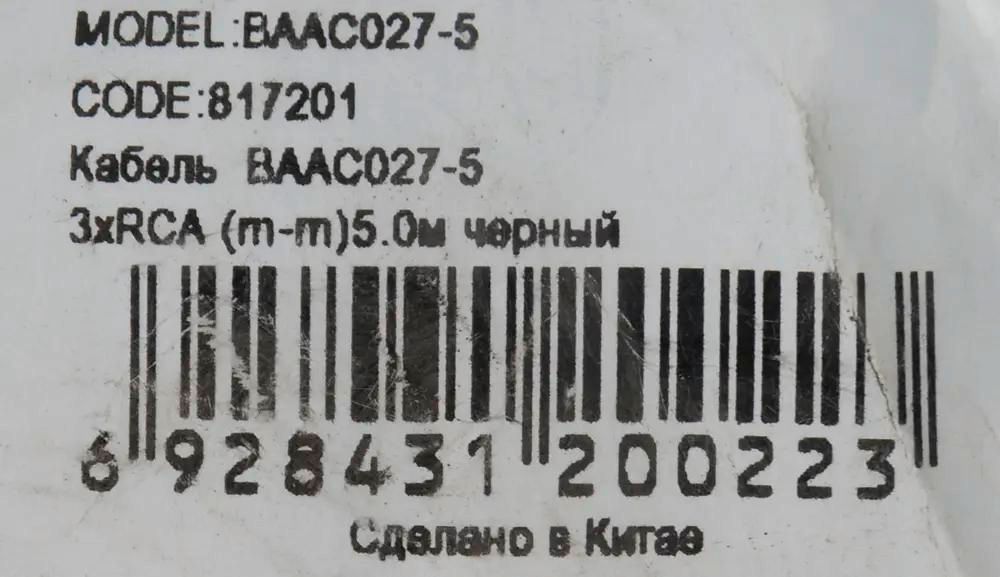 MODEL:BAAC027-5
CODE:817201
Кабель BAAC027-5
3xRCA (m-m)5.0м черный
6 928431 200223
Сделано в Китае